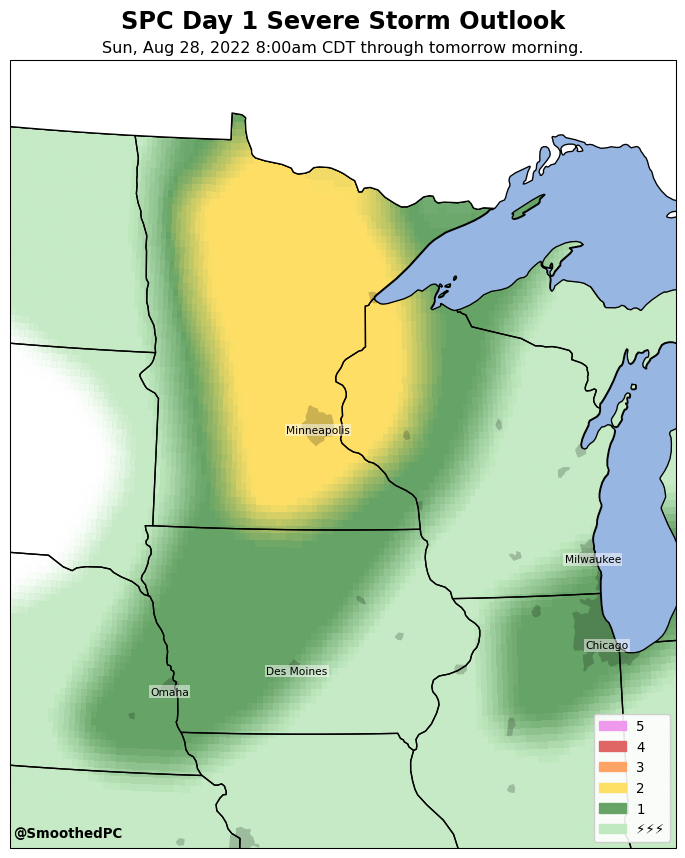 SPC Day 1 Severe Storm Outlook
Sun, Aug 28, 2022 8:00am CDT through tomorrow morning.
Minneapolis
Milwaukee
Chicago
Des Moines
Omaha
5
4
3
2
1
⚡⚡⚡
@SmoothedPC